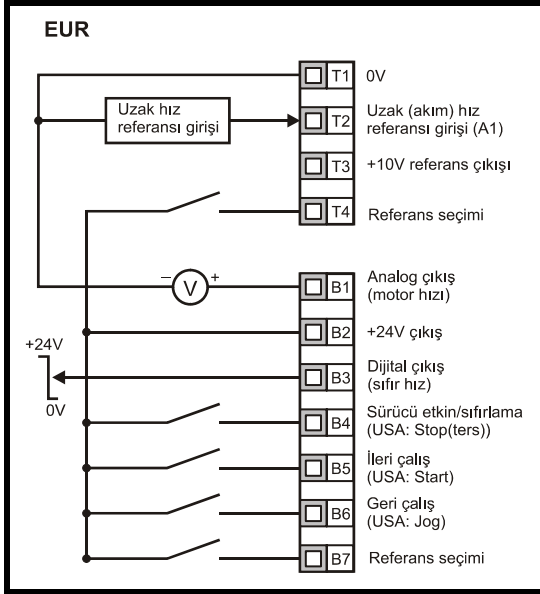 EUR
T1 0V
Uzak hız
referansı girişi
T2 Uzak (akım) hız
referansı girişi (A1)
T3 +10V referans çıkışı
T4 Referans seçimi
− V +
B1 Analog çıkış
(motor hızı)
B2 +24V çıkış
+24V
0V
B3 Dijital çıkış
(sıfır hız)
B4 Sürücü etkin/sıfırlama
(USA: Stop(ters))
B5 İleri çalış
(USA: Start)
B6 Geri çalış
(USA: Jog)
B7 Referans seçimi